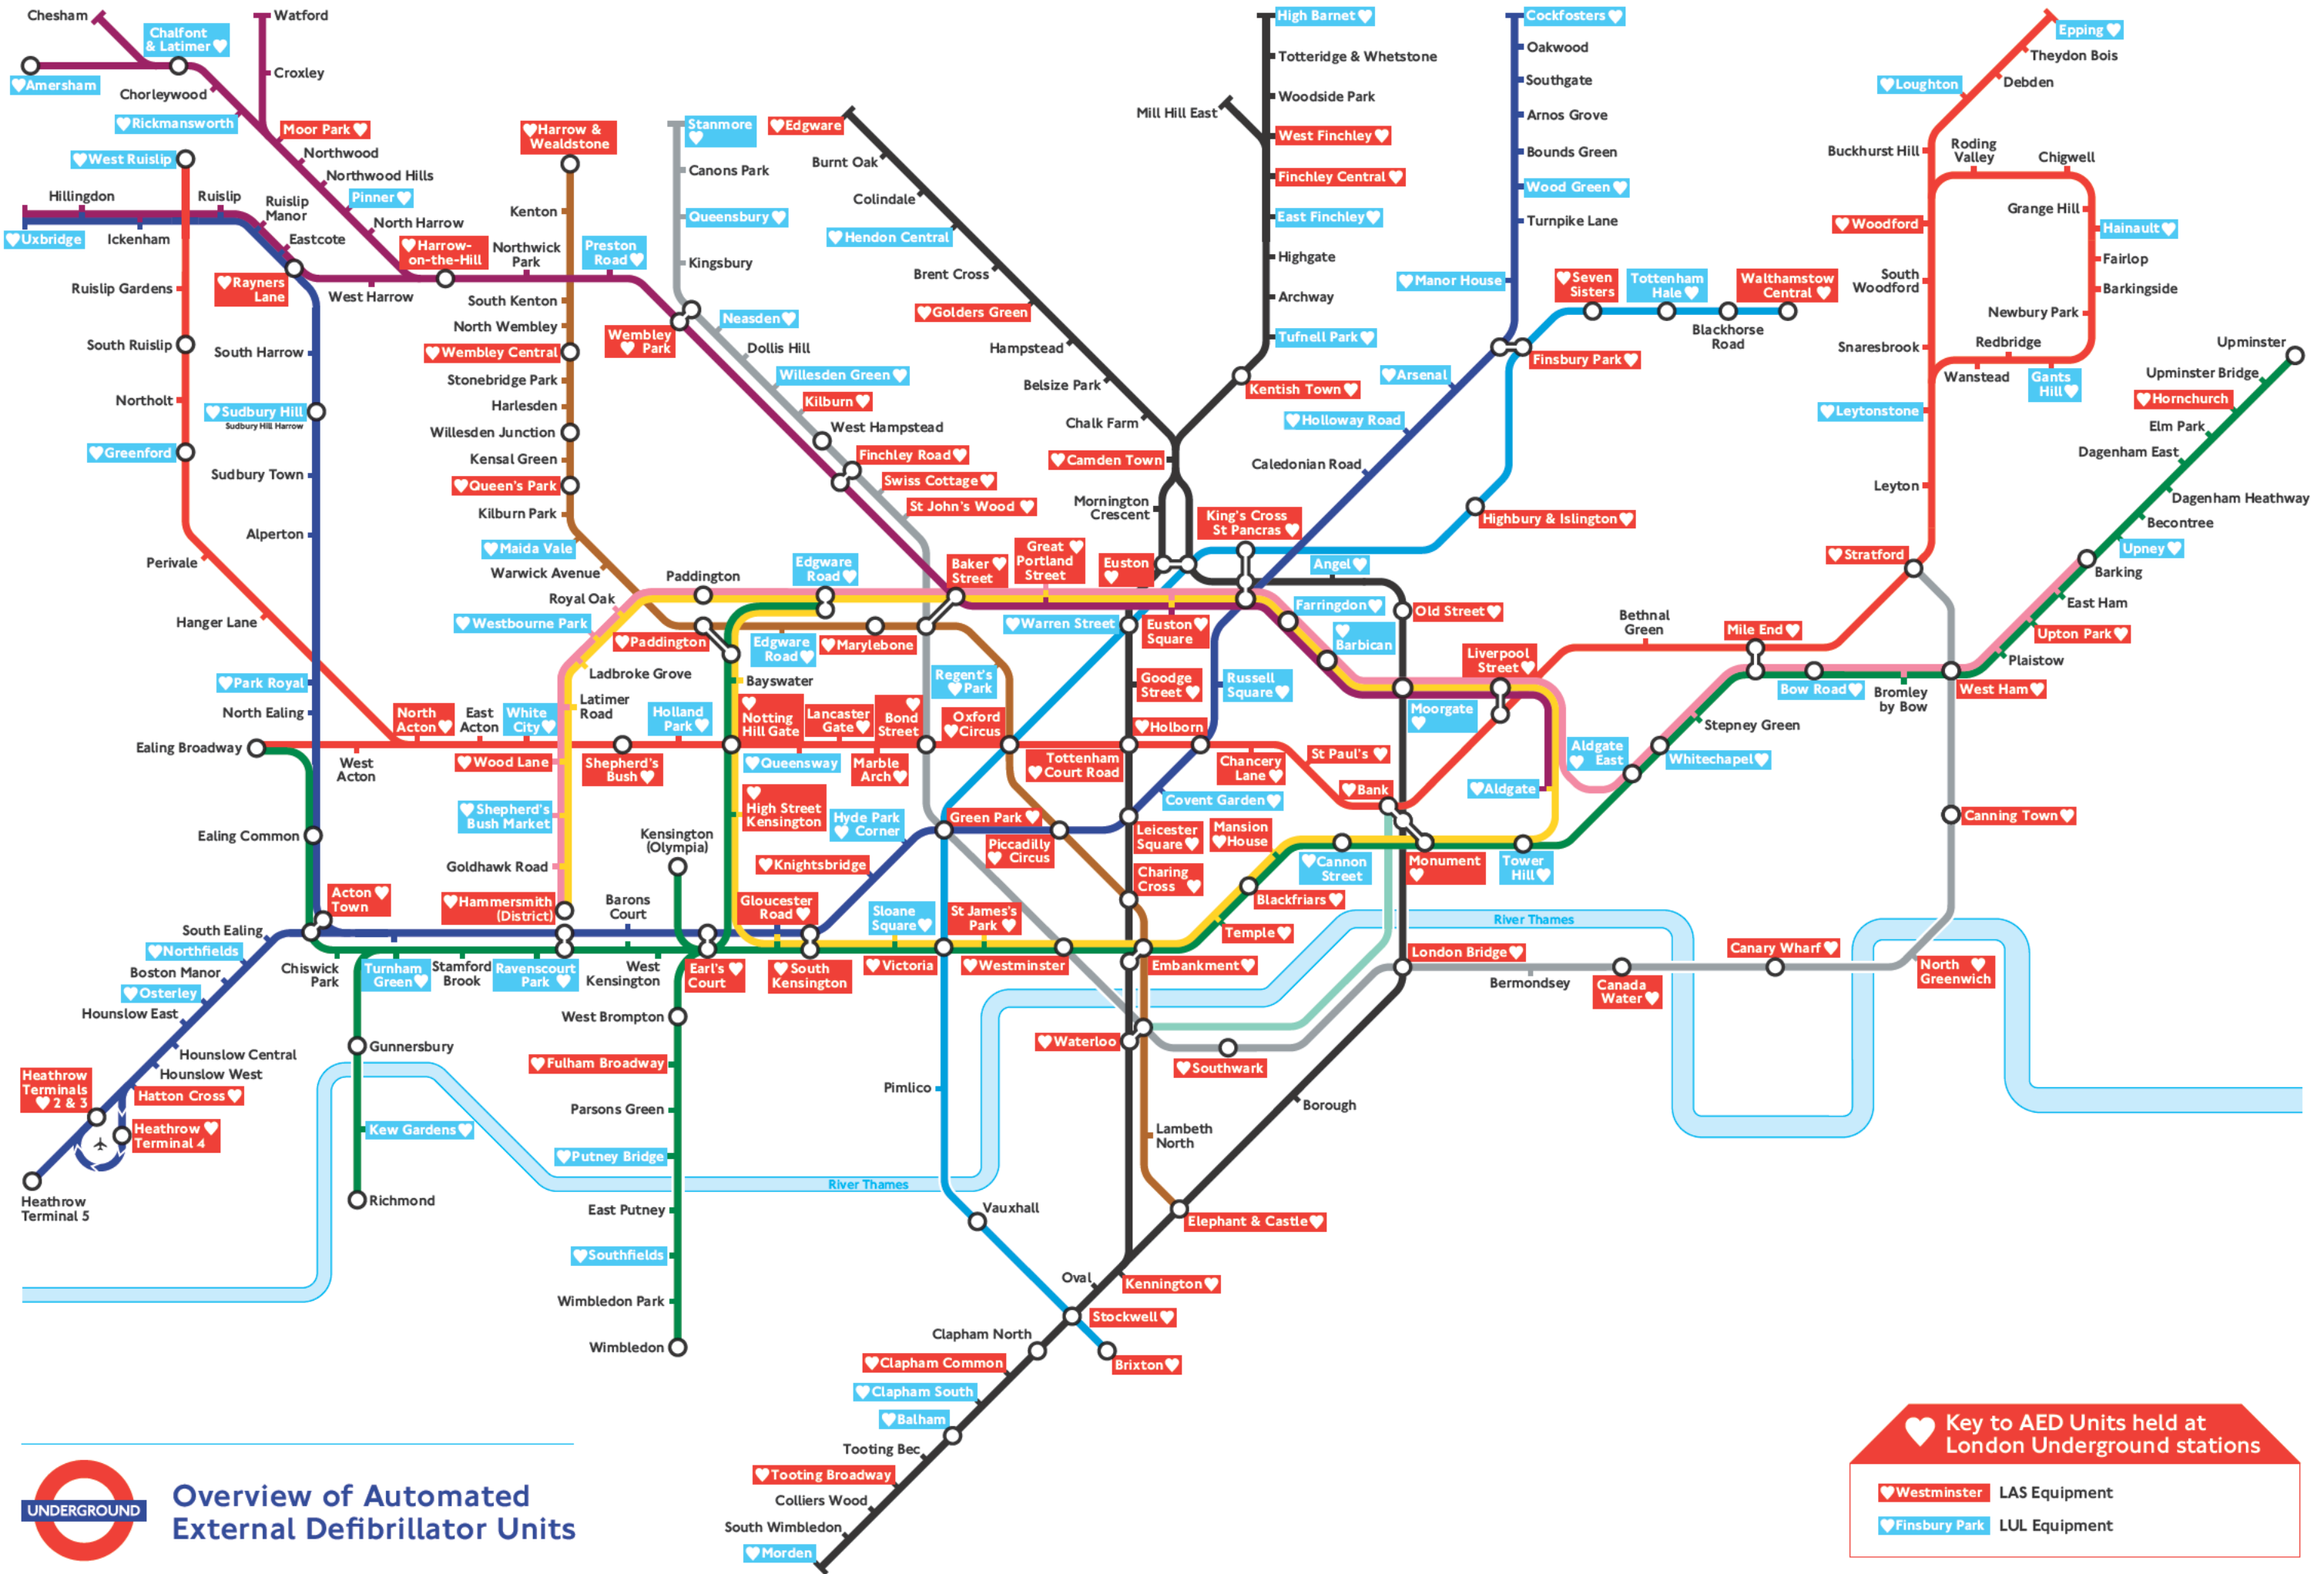 Chesham
Watford
Chalfont
& Latimer
Amersham
Croxley
Chorleywood
Rickmansworth
Moor Park
Northwood
Northwood Hills
Pinner
North Harrow
Harrow-
on-the-Hill
West Ruislip
Hillingdon
Ruislip
Ruislip
Manor
Eastcote
Uxbridge
Ickenham
Rayners
Lane
West Harrow
Northwick
Park
Preston
Road
Ruislip Gardens
South Ruislip
Northolt
Greenford
Perivale
Hanger Lane
South Harrow
Sudbury Hill
Sudbury Hill Harrow
Sudbury Town
Alperton
Park Royal
North Ealing
Ealing Broadway
Ealing Common
Harrow &
Wealdstone
Kenton
South Kenton
North Wembley
Wembley Central
Stonebridge Park
Harlesden
Willesden Junction
Kensal Green
Queen's Park
Kilburn Park
Maida Vale
Warwick Avenue
Stanmore
Canons Park
Queensbury
Kingsbury
Wembley
Park
Neasden
Dollis Hill
Willesden Green
Kilburn
West Hampstead
Finchley Road
Swiss Cottage
St John's Wood
Edgware
Burnt Oak
Colindale
Hendon Central
Brent Cross
Golders Green
Hampstead
Belsize Park
Chalk Farm
Camden Town
Mornington
Crescent
High Barnet
Totteridge & Whetstone
Woodside Park
Mill Hill East
West Finchley
Finchley Central
East Finchley
Highgate
Archway
Tufnell Park
Kentish Town
Cockfosters
Oakwood
Southgate
Arnos Grove
Bounds Green
Wood Green
Turnpike Lane
Manor House
Finsbury Park
Arsenal
Holloway Road
Caledonian Road
Seven
Sisters
Tottenham
Hale
Blackhorse
Road
Walthamstow
Central
Highbury & Islington
Epping
Theydon Bois
Debden
Loughton
Buckhurst Hill
Roding
Valley
Chigwell
Grange Hill
Hainault
Fairlop
Barkingside
Newbury Park
Woodford
South
Woodford
Snaresbrook
Redbridge
Wanstead
Gants
Hill
Leytonstone
Leyton
Stratford
Upminster
Upminster Bridge
Hornchurch
Elm Park
Dagenham East
Dagenham Heathway
Becontree
Upney
Barking
East Ham
Upton Park
Plaistow
West Ham
Bromley
by Bow
Bow Road
Mile End
Bethnal
Green
Stepney Green
Whitechapel
Aldgate
East
Aldgate
Liverpool
Street
Moorgate
Old Street
Angel
King's Cross
St Pancras
Farringdon
Barbican
Euston
Euston
Square
Great
Portland
Street
Baker
Street
Edgware
Road
Paddington
Royal Oak
Westbourne Park
Paddington
Edgware
Road
Marylebone
Warren Street
Regent's
Park
Goodge
Street
Russell
Square
Ladbroke Grove
Latimer
Road
Bayswater
Notting
Hill Gate
Lancaster
Gate
Bond
Street
Oxford
Circus
Holborn
Tottenham
Court Road
Chancery
Lane
St Paul's
Bank
North
Acton
East
Acton
White
City
Holland
Park
West
Acton
Wood Lane
Shepherd's
Bush
Queensway
Marble
Arch
Shepherd's
Bush Market
Goldhawk Road
Hammersmith
(District)
Kensington
(Olympia)
High Street
Kensington
Hyde Park
Corner
Knightsbridge
Green Park
Piccadilly
Circus
Covent Garden
Leicester
Square
Charing
Cross
Mansion
House
Cannon
Street
Monument
Tower
Hill
Blackfriars
Temple
Embankment
Westminster
St James's
Park
Victoria
Sloane
Square
South
Kensington
Gloucester
Road
Earl's
Court
Barons
Court
West
Kensington
Ravenscourt
Park
Stamford
Brook
Turnham
Green
Chiswick
Park
Acton
Town
South Ealing
Northfields
Boston Manor
Osterley
Hounslow East
Hounslow Central
Hounslow West
Hatton Cross
Heathrow
Terminals
2 & 3
Heathrow
Terminal 4
Heathrow
Terminal 5
Gunnersbury
Kew Gardens
Richmond
West Brompton
Fulham Broadway
Parsons Green
Putney Bridge
East Putney
Southfields
Wimbledon Park
Wimbledon
River Thames
Pimlico
Vauxhall
Waterloo
Southwark
Lambeth
North
Elephant & Castle
Borough
London Bridge
Bermondsey
Canada
Water
Canary Wharf
North
Greenwich
Canning Town
River Thames
Kennington
Oval
Stockwell
Brixton
Clapham North
Clapham Common
Clapham South
Balham
Tooting Bec
Tooting Broadway
Colliers Wood
South Wimbledon
Morden
UNDERGROUND
Overview of Automated
External Defibrillator Units
Key to AED Units held at
London Underground stations
Westminster LAS Equipment
Finsbury Park LUL Equipment